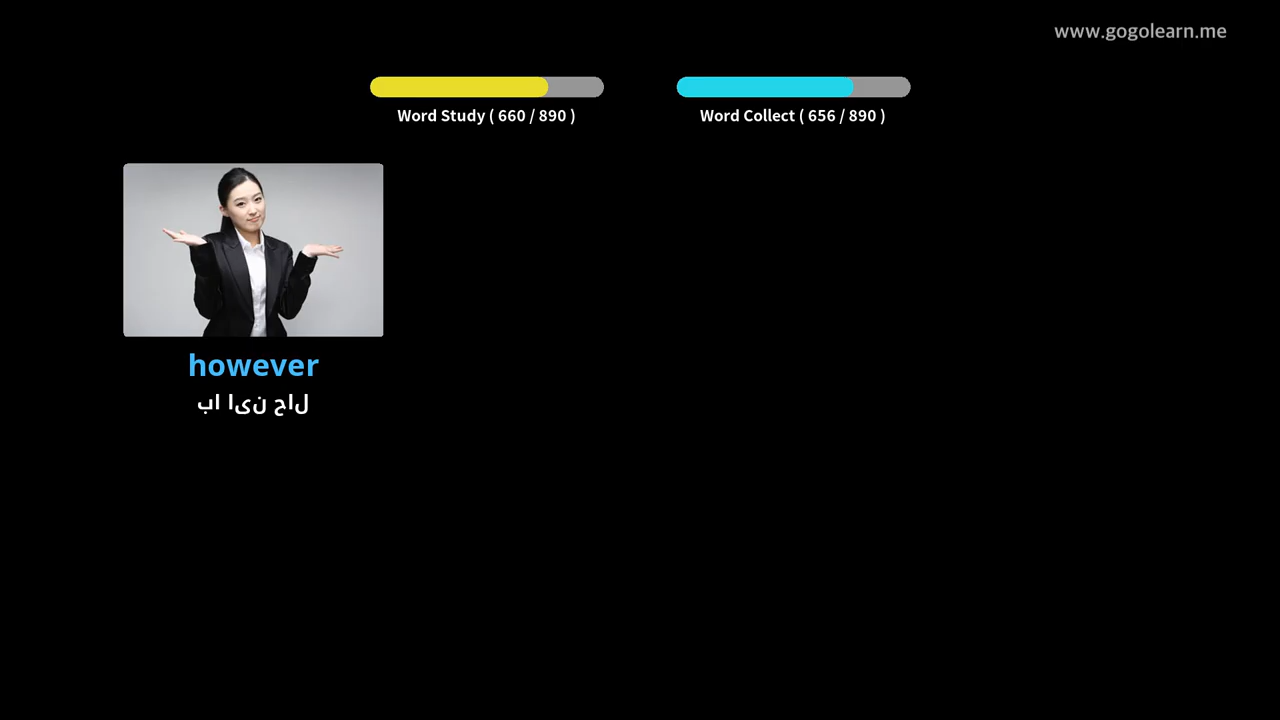 www.gogolearn.me
Word Study ( 660 / 890 )
Word Collect ( 656 / 890 )
however
با این حال